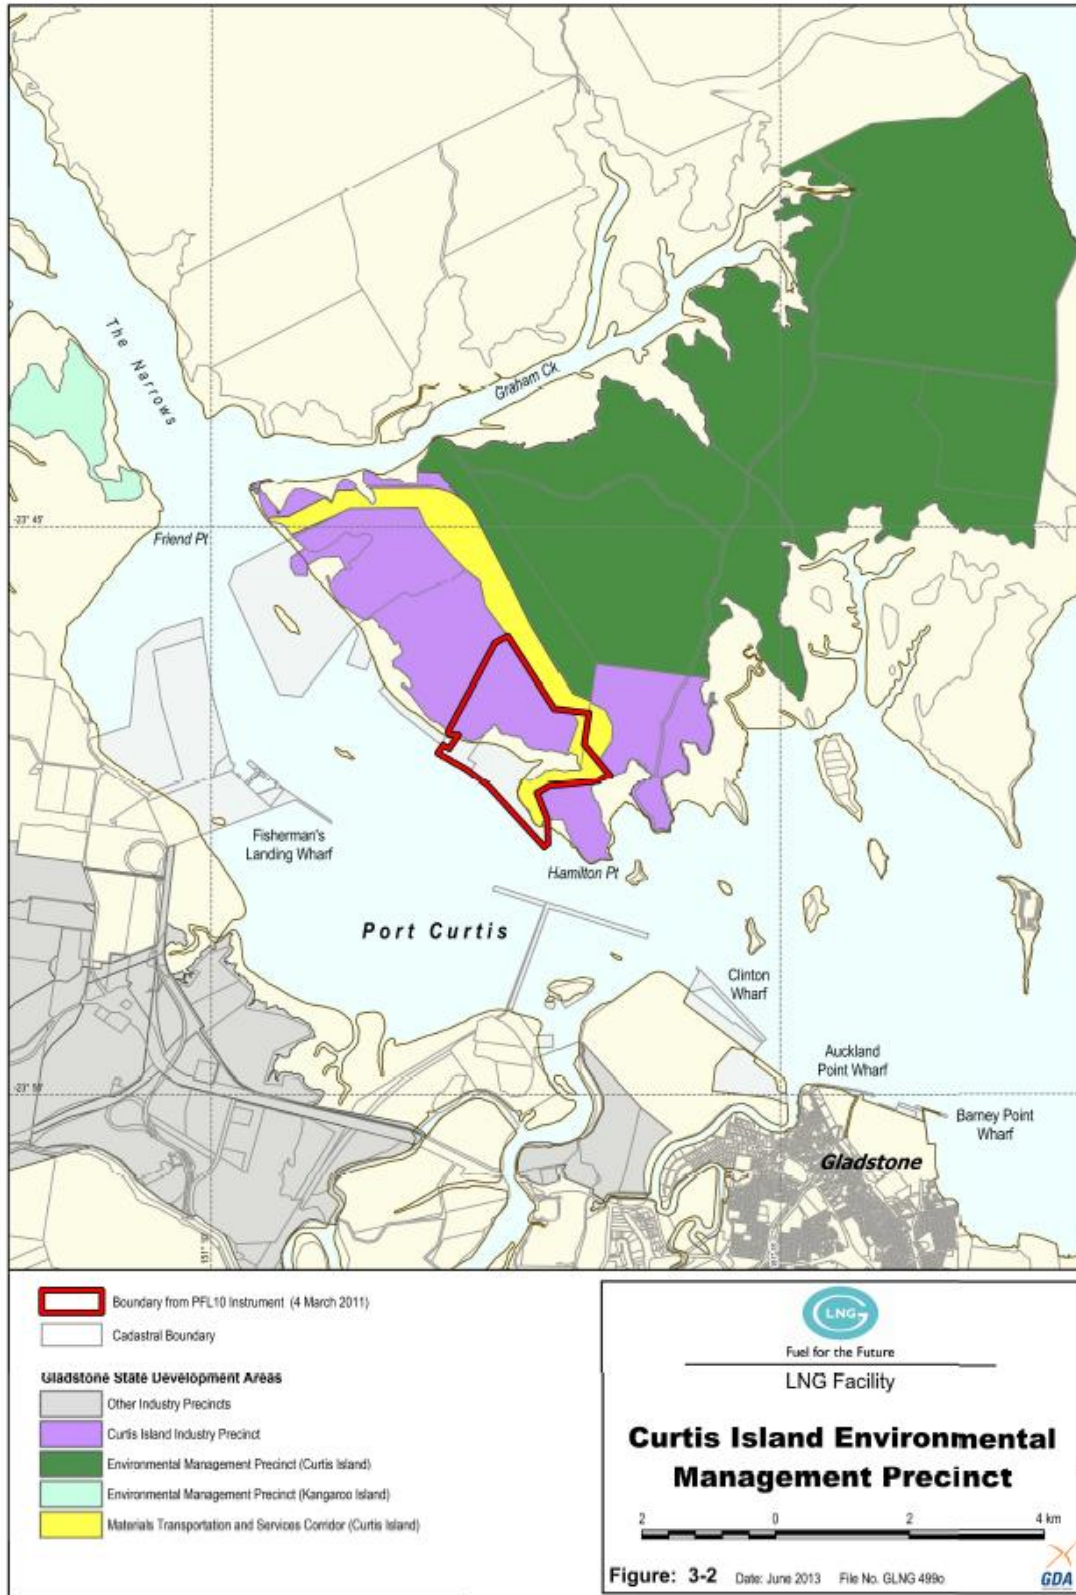 The Narrows
Graham Ck
-23° 45'
Friend Pt
Fisherman's
Landing Wharf
Hamilton Pt
Port Curtis
Clinton
Wharf
Auckland
Point Wharf
Barney Point
Wharf
Gladstone
151° 10'
Boundary from PFL10 Instrument (4 March 2011)
Cadastral Boundary
Gladstone State Development Areas
Other Industry Precincts
Curtis Island Industry Precinct
Environmental Management Precinct (Curtis Island)
Environmental Management Precinct (Kangaroo Island)
Materials Transportation and Services Corridor (Curtis Island)
LNG
Fuel for the Future
LNG Facility
Curtis Island Environmental
Management Precinct
2 0 2 4 km
Figure: 3-2 Date: June 2013 File No. GLNG 499o
GDA